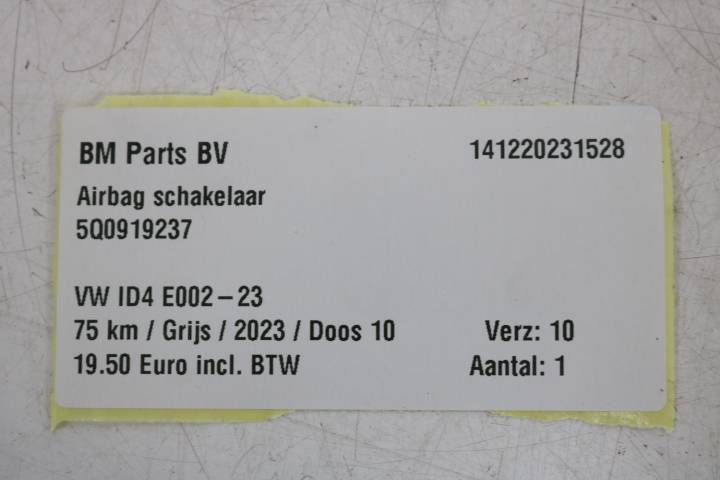 BM Parts BV 141220231528
Airbag schakelaar
5Q0919237
VW ID4 E002-23
75 km / Grijs / 2023 / Doos 10 Verz: 10
19.50 Euro incl. BTW Aantal: 1